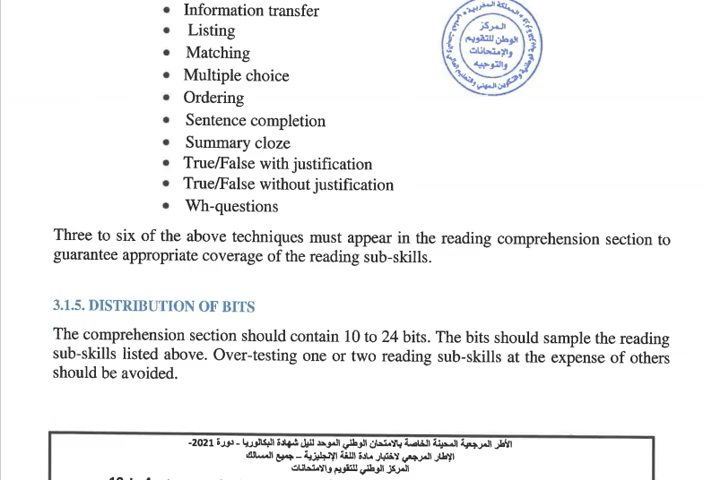 Information transfer
Listing
Matching
Multiple choice
Ordering
Sentence completion
Summary cloze
True/False with justification
True/False without justification
Wh-questions
المركز
الوطني للتقويم
والامتحانات
والتوجيه
Three to six of the above techniques must appear in the reading comprehension section to
guarantee appropriate coverage of the reading sub-skills.
3.1.5. DISTRIBUTION OF BITS
The comprehension section should contain 10 to 24 bits. The bits should sample the reading
sub-skills listed above. Over-testing one or two reading sub-skills at the expense of others
should be avoided.
الأطر المرجعية المحينة الخاصة بالامتحان الوطني الموحد لنيل شهادة البكالوريا - دورة 2021-
الإطار المرجعي لاختبار مادة اللغة الإنجليزية – جميع المسالك
المركز الوطني للتقويم والامتحانات